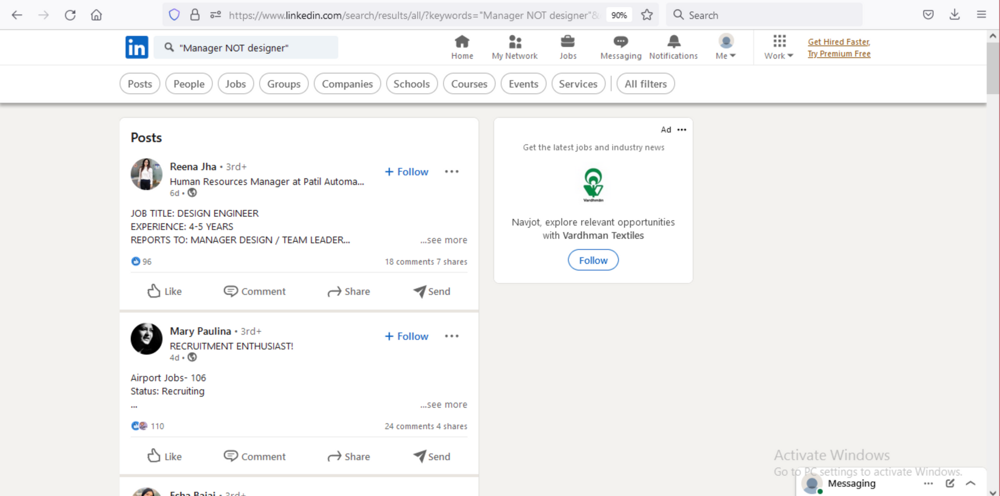 https://www.linkedin.com/search/results/all/?keywords="Manager NOT designer"&
90%
Search
in
"Manager NOT designer"
Home
My Network
Jobs
Messaging
Notifications
Me
Work
Get Hired Faster,
Try Premium Free
Posts
People
Jobs
Groups
Companies
Schools
Courses
Events
Services
All filters
Posts
Reena Jha • 3rd+
+ Follow
Human Resources Manager at Patil Automa...
6d •
JOB TITLE: DESIGN ENGINEER
EXPERIENCE: 4-5 YEARS
REPORTS TO: MANAGER DESIGN / TEAM LEADER...
...see more
96
18 comments 7 shares
Like
Comment
Share
Send
Mary Paulina • 3rd+
+ Follow
RECRUITMENT ENTHUSIAST!
4d •
Airport Jobs- 106
Status: Recruiting
...
...see more
110
24 comments 4 shares
Like
Comment
Share
Send
Esha Bajaj • 3rd+
Ad
Get the latest jobs and industry news
Vardhmān
Navjot, explore relevant opportunities
with Vardhman Textiles
Follow
Activate Windows
Go to PC settings to activate Windows.
Messaging